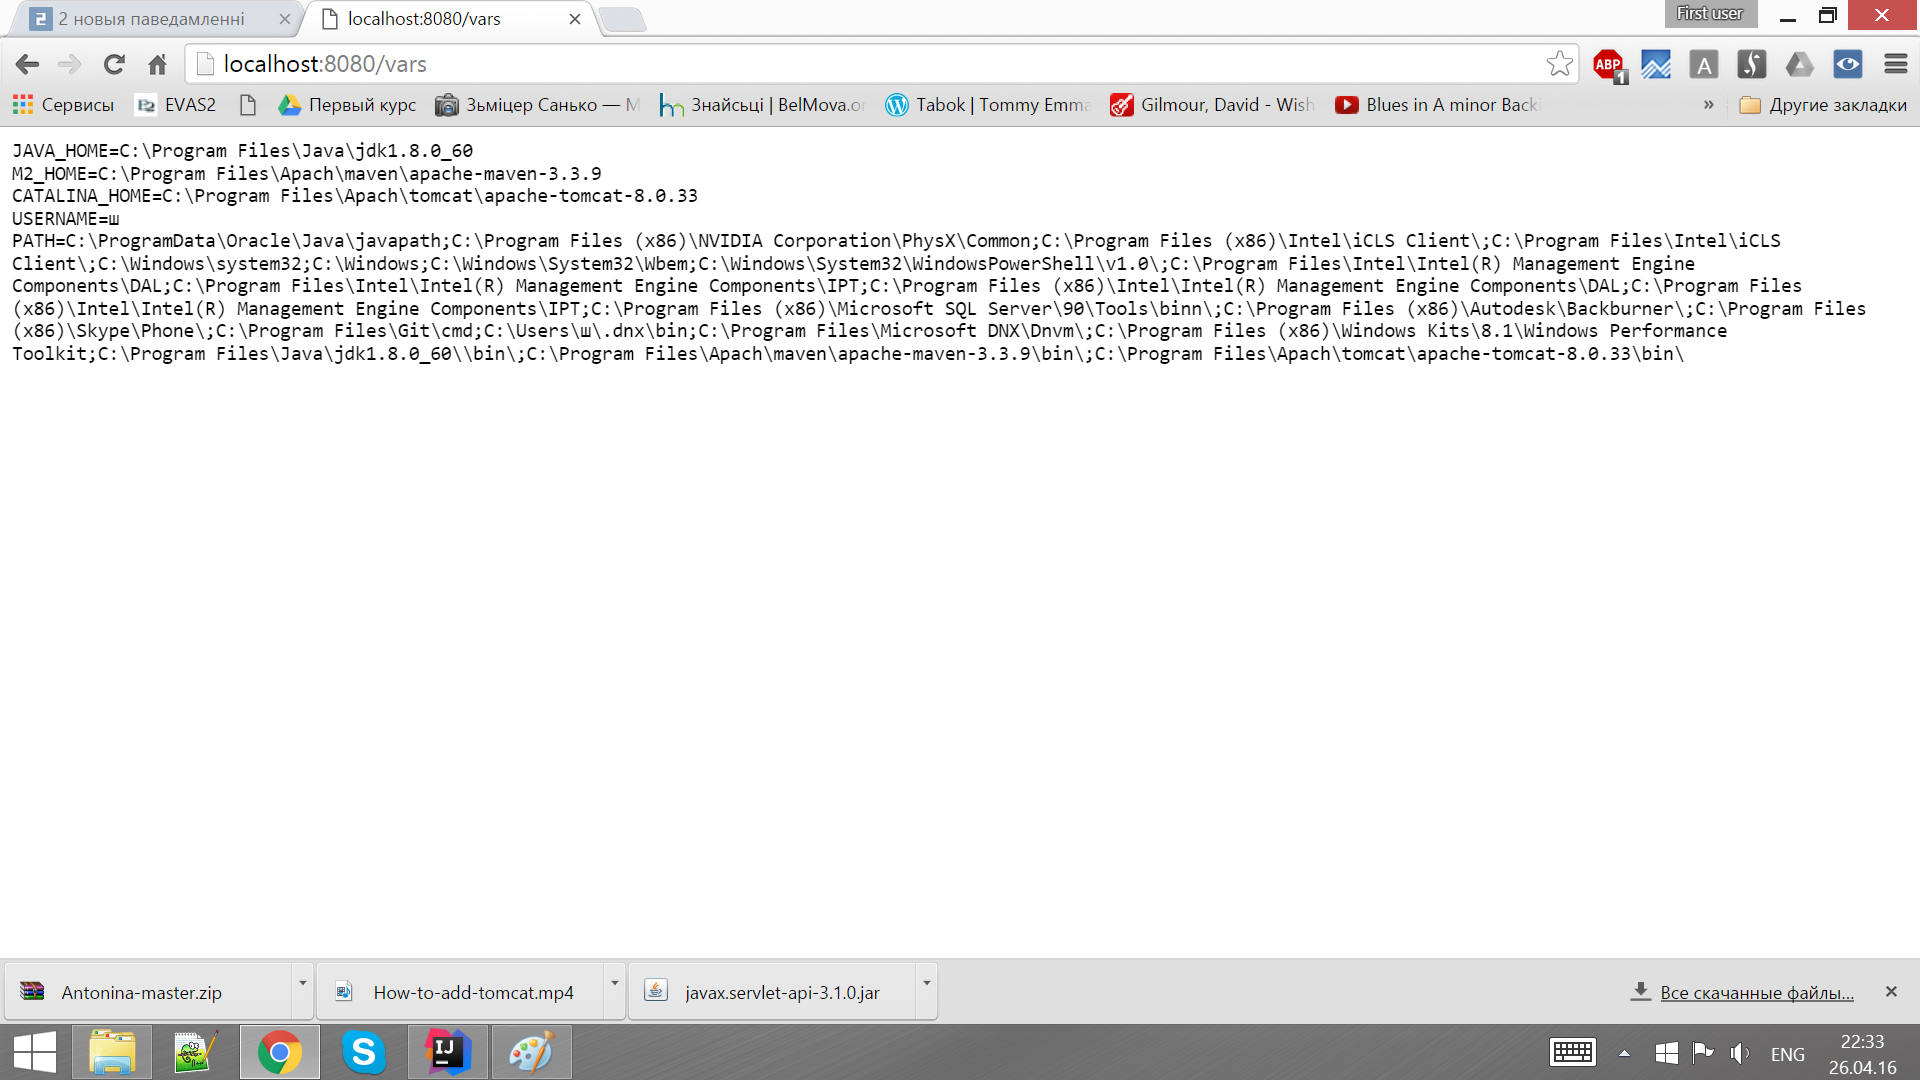 2 новыя паведамленні
localhost:8080/vars
First user
localhost:8080/vars
ABP
1
A
Сервисы
EVAS2
Первый курс
Зьміцер Санько — М
Знайсьці | BelMova.or
Tabok | Tommy Emma
Gilmour, David - Wish
Blues in A minor Back
»
Другие закладки
JAVA_HOME=C:\Program Files\Java\jdk1.8.0_60
M2_HOME=C:\Program Files\Apach\maven\apache-maven-3.3.9
CATALINA_HOME=C:\Program Files\Apach\tomcat\apache-tomcat-8.0.33
USERNAME=ш
PATH=C:\ProgramData\Oracle\Java\javapath;C:\Program Files (x86)\NVIDIA Corporation\PhysX\Common;C:\Program Files (x86)\Intel\iCLS Client\;C:\Program Files\Intel\iCLS
Client\;C:\Windows\system32;C:\Windows;C:\Windows\System32\Wbem;C:\Windows\System32\WindowsPowerShell\v1.0\;C:\Program Files\Intel\Intel(R) Management Engine
Components\DAL;C:\Program Files\Intel\Intel(R) Management Engine Components\IPT;C:\Program Files (x86)\Intel\Intel(R) Management Engine Components\DAL;C:\Program Files
(x86)\Intel\Intel(R) Management Engine Components\IPT;C:\Program Files (x86)\Microsoft SQL Server\90\Tools\binn\;C:\Program Files (x86)\Autodesk\Backburner\;C:\Program Files
(x86)\Skype\Phone\;C:\Program Files\Git\cmd;C:\Users\ш\.dnx\bin;C:\Program Files\Microsoft DNX\Dnvm\;C:\Program Files (x86)\Windows Kits\8.1\Windows Performance
Toolkit;C:\Program Files\Java\jdk1.8.0_60\\bin\;C:\Program Files\Apach\maven\apache-maven-3.3.9\bin\;C:\Program Files\Apach\tomcat\apache-tomcat-8.0.33\bin\
Antonina-master.zip
How-to-add-tomcat.mp4
javax.servlet-api-3.1.0.jar
Все скачанные файлы...
S
IJ
ENG
22:33
26.04.16